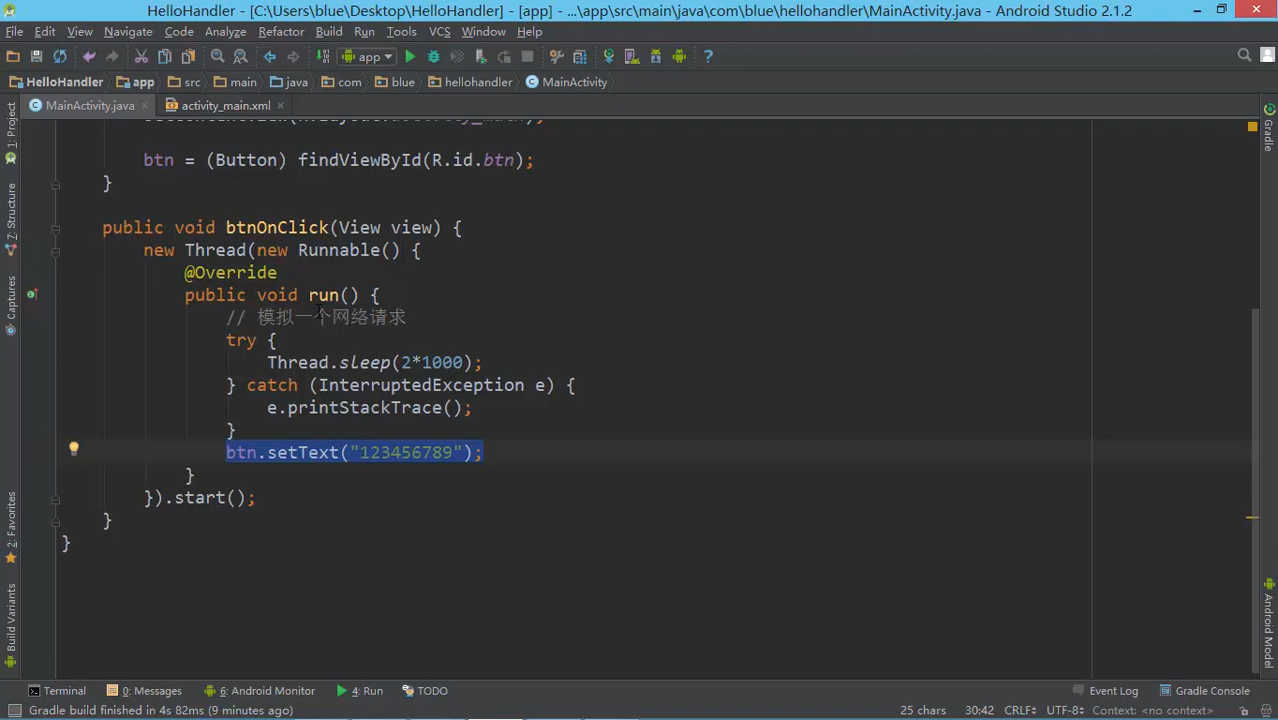 HelloHandler - [C:\Users\blue\Desktop\HelloHandler] - [app] - ...\app\src\main\java\com\blue\hellohandler\MainActivity.java - Android Studio 2.1.2
File Edit View Navigate Code Analyze Refactor Build Run Tools VCS Window Help
app
HelloHandler app src main java com blue hellohandler MainActivity
MainActivity.java activity_main.xml
btn = (Button) findViewById(R.id.btn);
}
public void btnOnClick(View view) {
new Thread(new Runnable() {
@Override
public void run() {
// 模拟一个网络请求
try {
Thread.sleep(2*1000);
} catch (InterruptedException e) {
e.printStackTrace();
}
btn.setText("123456789");
}
}).start();
}
}
1: Project
7: Structure
Captures
2: Favorites
Build Variants
Gradle
Android Model
Terminal 0: Messages 6: Android Monitor 4: Run TODO Event Log Gradle Console
Gradle build finished in 4s 82ms (9 minutes ago) 25 chars 30:42 CRLF÷ UTF-8÷ Context: <no context>